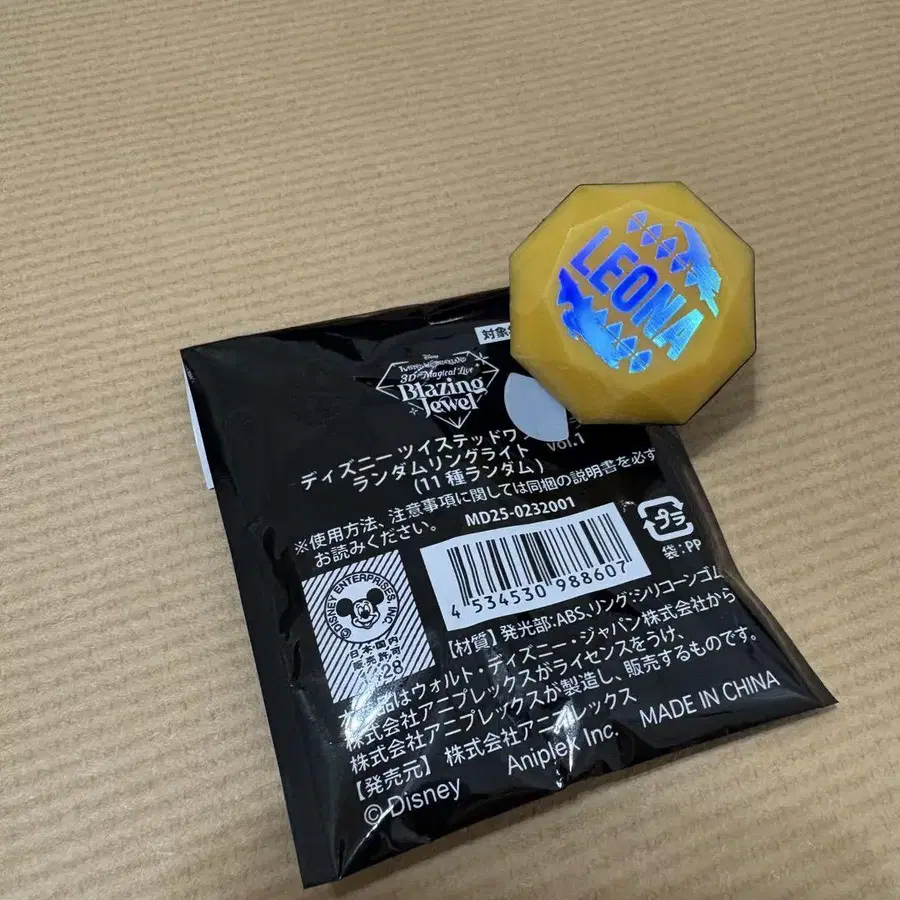 LEONA
対象
Disney
TWISTED-WONDERLAND
3D in Magical Live
Blazing
Jewel
ディズニー ツイステッドワ
vol.1
ランダムリングライト
(11種ランダム)
※使用方法、注意事項に関しては同梱の説明書を必ず
お読みください。
MD25-0232001
プラ
袋:PP
4 534530 988607
©DISNEY ENTERPRISES, INC.
日本国内
販売許可
28
【材質】発光部:ABS、リング:シリコーンゴム
品はウォルト・ディズニー・ジャパン株式会社から
株式会社アニプレックスがライセンスをうけ、
株式会社アニプレックスが製造し、販売するものです。
【発売元】 株式会社アニプレックス
Aniplex Inc.
MADE IN CHINA
© Disney